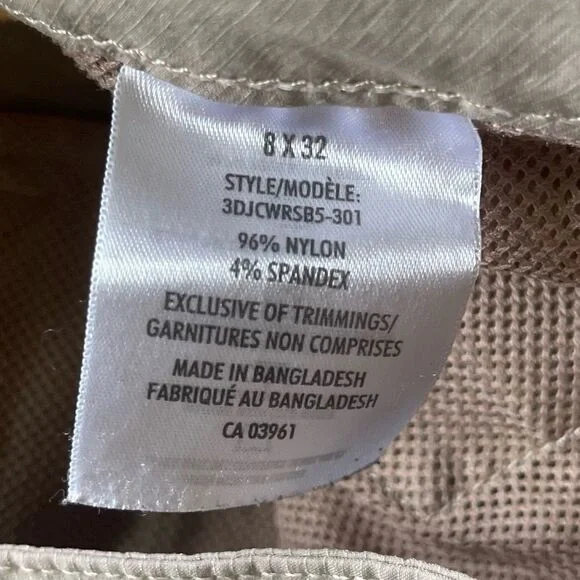 8 X 32
STYLE/MODÈLE:
3DJCWRSB5-301
96% NYLON
4% SPANDEX
EXCLUSIVE OF TRIMMINGS/
GARNITURES NON COMPRISES
MADE IN BANGLADESH
FABRIQUÉ AU BANGLADESH
CA 03961